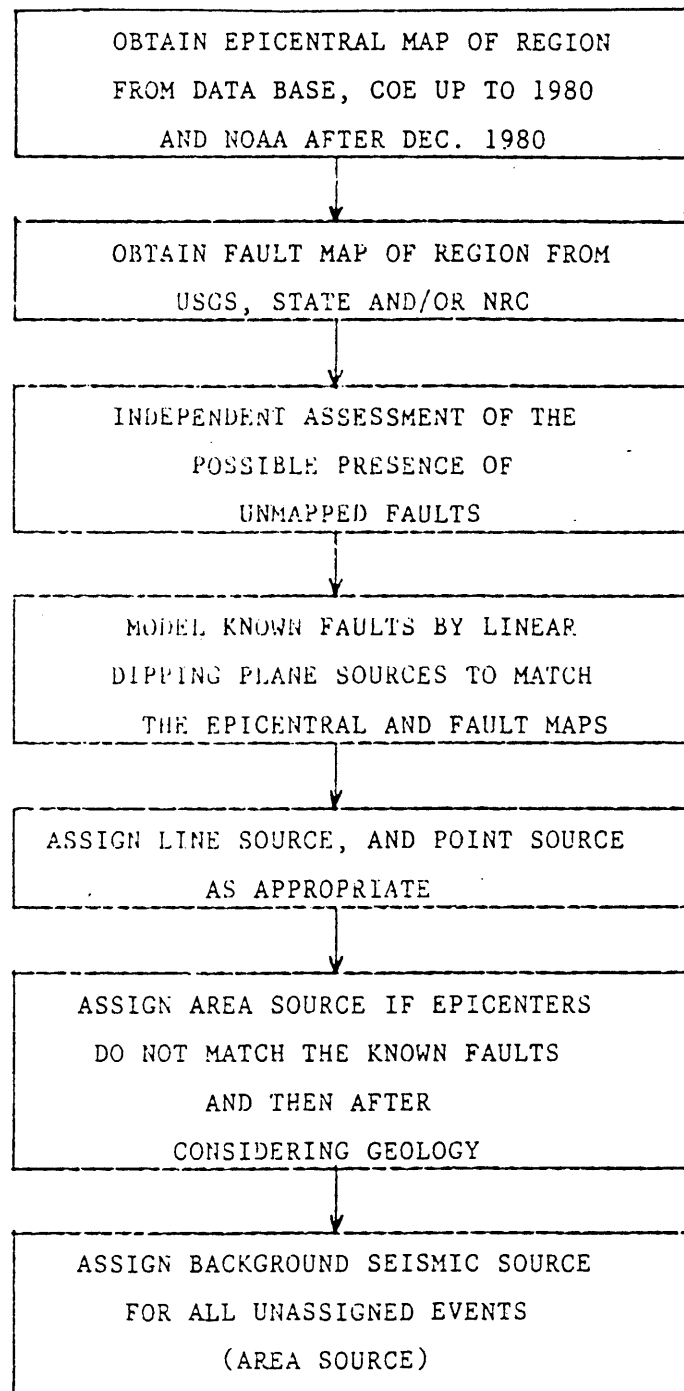 OBTAIN EPICENTRAL MAP OF REGION
FROM DATA BASE, COE UP TO 1980
AND NOAA AFTER DEC. 1980
OBTAIN FAULT MAP OF REGION FROM
USGS, STATE AND/OR NRC
INDEPENDENT ASSESSMENT OF THE
POSSIBLE PRESENCE OF
UNMAPPED FAULTS
MODEL KNOWN FAULTS BY LINEAR
DIPPING PLANE SOURCES TO MATCH
THE EPICENTRAL AND FAULT MAPS
ASSIGN LINE SOURCE, AND POINT SOURCE
AS APPROPRIATE
ASSIGN AREA SOURCE IF EPICENTERS
DO NOT MATCH THE KNOWN FAULTS
AND THEN AFTER
CONSIDERING GEOLOGY
ASSIGN BACKGROUND SEISMIC SOURCE
FOR ALL UNASSIGNED EVENTS
(AREA SOURCE)